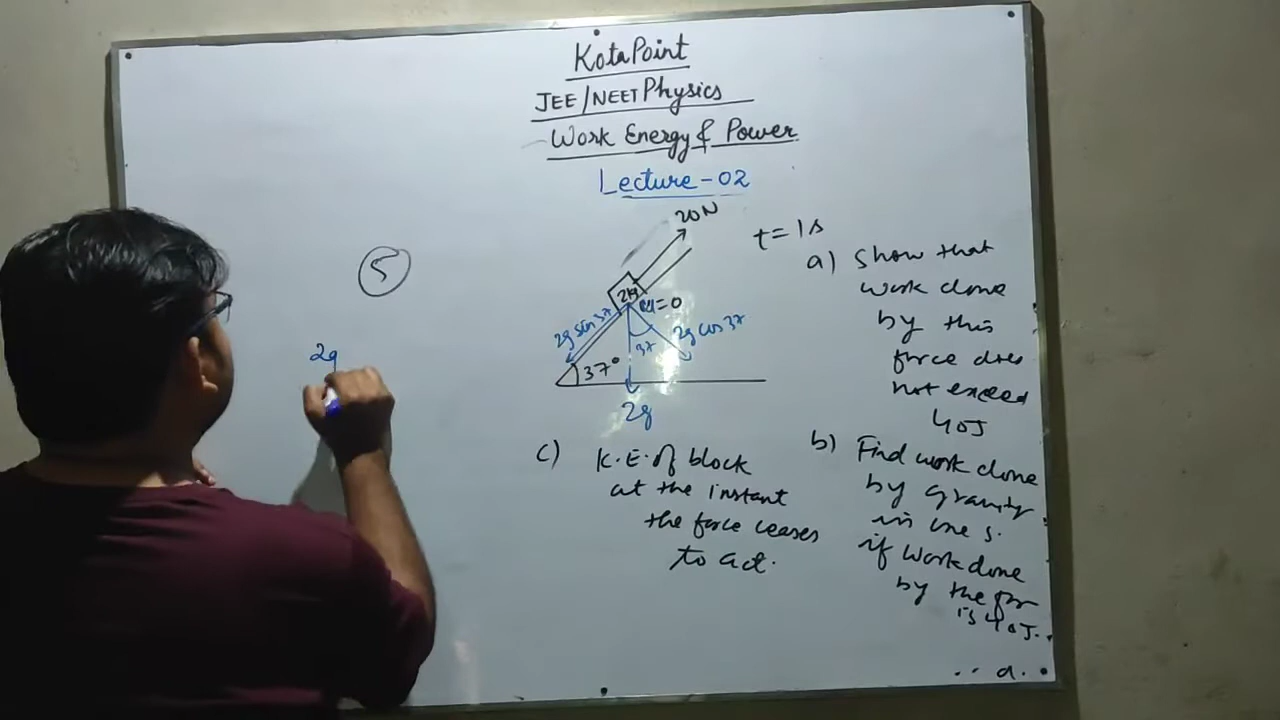 KotaPoint
JEE/NEET Physics
Work Energy & Power
Lecture-02
20N
t=1s
5
2kg
u=0
2g sin 37
2g cos 37
37
37°
2g
2g
a) Show that
work done
by this
force does
not exceed
40J
b) Find work done
by gravity
in one s.
if work done
by the for
is 40J.
c) K.E. of block
at the instant
the force ceases
to act.